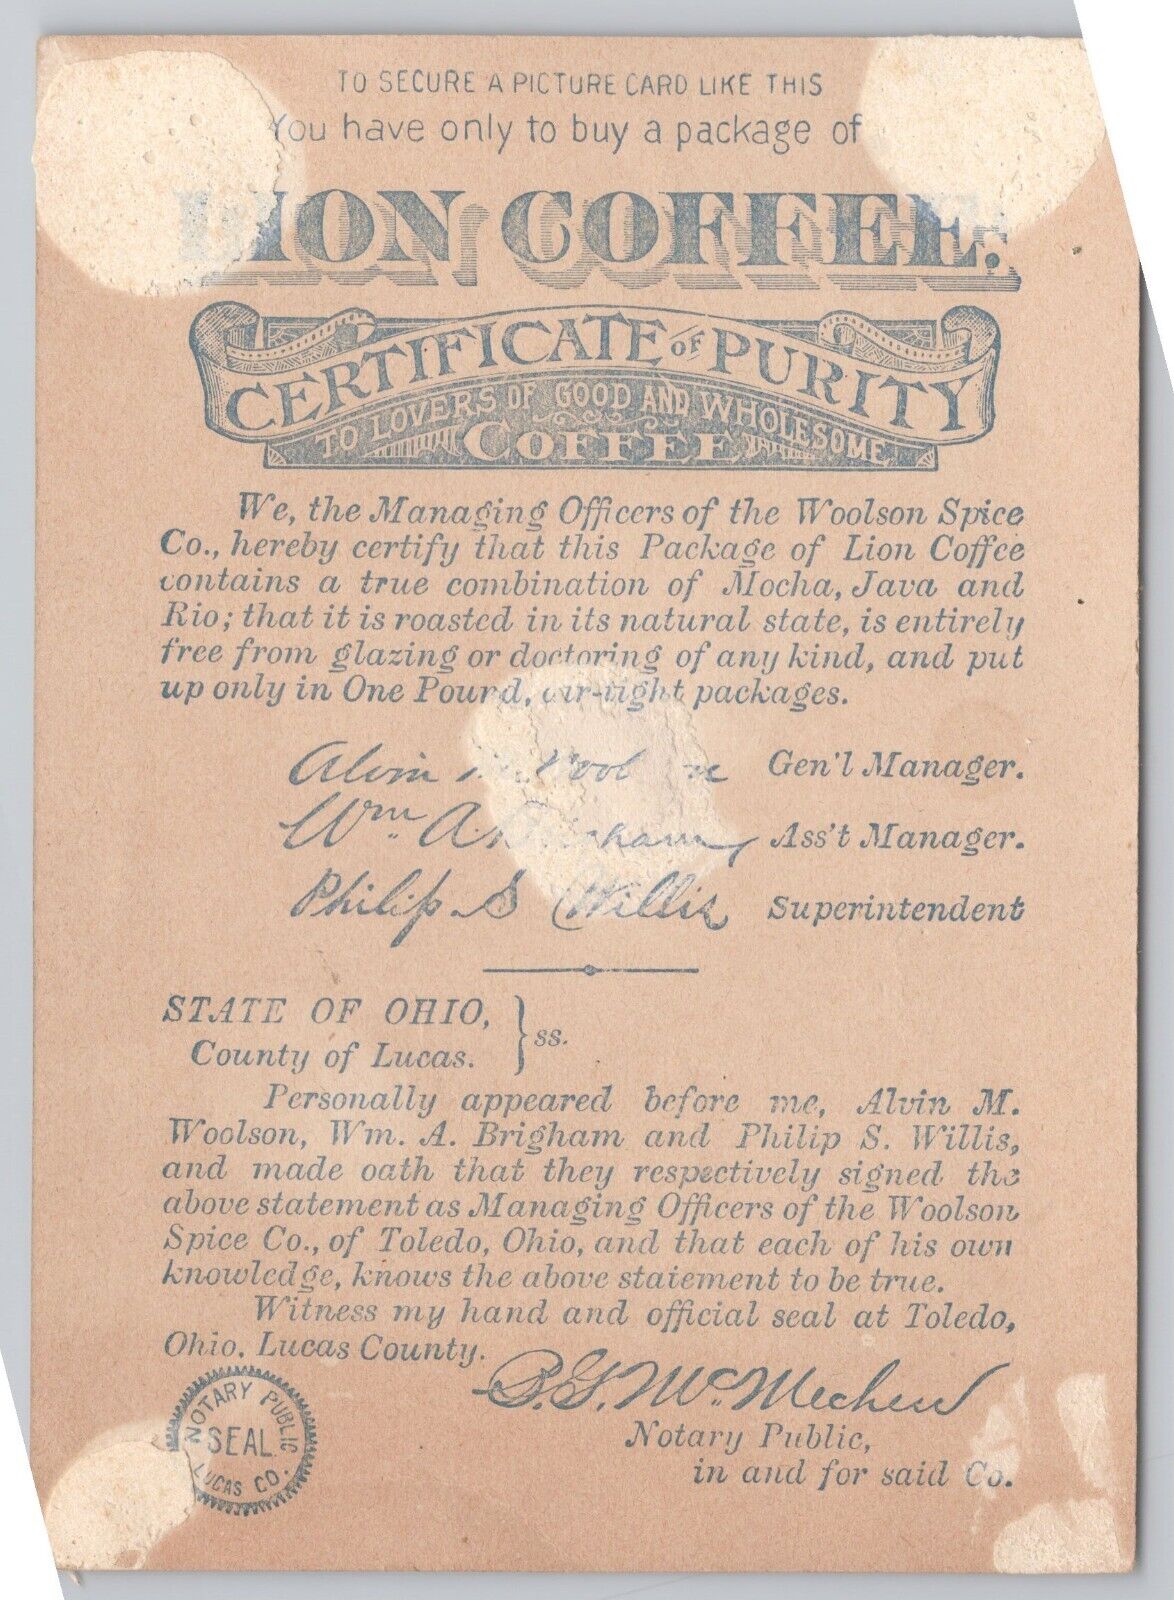 TO SECURE A PICTURE CARD LIKE THIS
You have only to buy a package of
LION COFFEE.
CERTIFICATE OF PURITY
TO LOVERS OF GOOD AND WHOLESOME
COFFEE
We, the Managing Officers of the Woolson Spice
Co., hereby certify that this Package of Lion Coffee
contains a true combination of Mocha, Java and
Rio; that it is roasted in its natural state, is entirely
free from glazing or doctoring of any kind, and put
up only in One Pound, air-tight packages.
Alvin M. Woolson Gen'l Manager.
Wm. A. Brigham, Ass't Manager.
Philip S Willis Superintendent
STATE OF OHIO,
County of Lucas. } ss.
Personally appeared before me, Alvin M.
Woolson, Wm. A. Brigham and Philip S. Willis,
and made oath that they respectively signed the
above statement as Managing Officers of the Woolson
Spice Co., of Toledo, Ohio, and that each of his own
knowledge, knows the above statement to be true.
Witness my hand and official seal at Toledo,
Ohio, Lucas County.
McMechen
Notary Public,
in and for said Co.
NOTARY PUBLIC
SEAL
LUCAS CO.